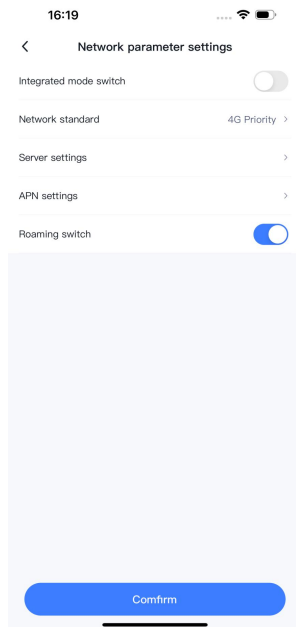 16:19
Network parameter settings
Integrated mode switch
Network standard 4G Priority
Server settings
APN settings
Roaming switch
Comfirm